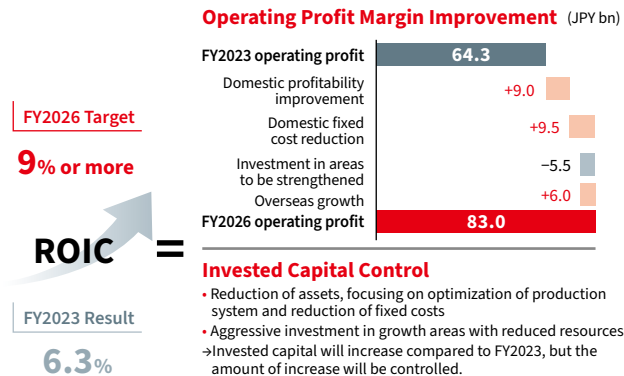 Operating Profit Margin Improvement (JPY bn)
FY2023 operating profit 64.3
Domestic profitability
improvement +9.0
Domestic fixed
cost reduction +9.5
Investment in areas
to be strengthened −5.5
Overseas growth +6.0
FY2026 operating profit 83.0
FY2026 Target
9% or more
ROIC =
FY2023 Result
6.3%
Invested Capital Control
• Reduction of assets, focusing on optimization of production
system and reduction of fixed costs
• Aggressive investment in growth areas with reduced resources
→Invested capital will increase compared to FY2023, but the
amount of increase will be controlled.